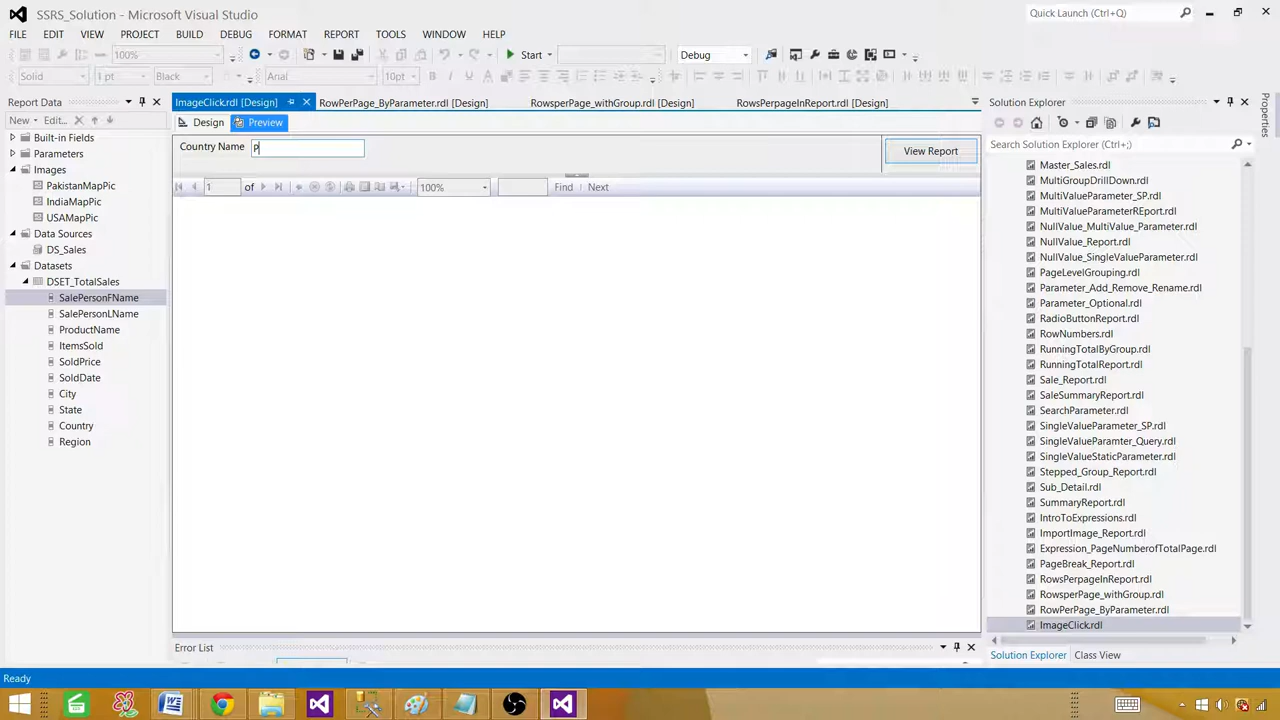 SSRS_Solution - Microsoft Visual Studio
Quick Launch (Ctrl+Q)
FILE EDIT VIEW PROJECT BUILD DEBUG FORMAT REPORT TOOLS WINDOW HELP
100% Start Debug
Solid 1 pt Black 10pt
Report Data
ImageClick.rdl [Design] RowPerPage_ByParameter.rdl [Design] RowsperPage_withGroup.rdl [Design] RowsPerpageInReport.rdl [Design]
Solution Explorer
Properties
New Edit...
Design Preview
Search Solution Explorer (Ctrl+;)
Country Name P
View Report
1 of 100% Find Next
Built-in Fields
Parameters
Images
PakistanMapPic
IndiaMapPic
USAMapPic
Data Sources
DS_Sales
Datasets
DSET_TotalSales
SalePersonFName
SalePersonLName
ProductName
ItemsSold
SoldPrice
SoldDate
City
State
Country
Region
Master_Sales.rdl
MultiGroupDrillDown.rdl
MultiValueParameter_SP.rdl
MultiValueParameterREport.rdl
NullValue_MultiValue_Parameter.rdl
NullValue_Report.rdl
NullValue_SingleValueParameter.rdl
PageLevelGrouping.rdl
Parameter_Add_Remove_Rename.rdl
Parameter_Optional.rdl
RadioButtonReport.rdl
RowNumbers.rdl
RunningTotalByGroup.rdl
RunningTotalReport.rdl
Sale_Report.rdl
SaleSummaryReport.rdl
SearchParameter.rdl
SingleValueParameter_SP.rdl
SingleValueParamter_Query.rdl
SingleValueStaticParameter.rdl
Stepped_Group_Report.rdl
Sub_Detail.rdl
SummaryReport.rdl
IntroToExpressions.rdl
ImportImage_Report.rdl
Expression_PageNumberofTotalPage.rdl
PageBreak_Report.rdl
RowsPerpageInReport.rdl
RowsperPage_withGroup.rdl
RowPerPage_ByParameter.rdl
ImageClick.rdl
Error List
Solution Explorer Class View
Ready